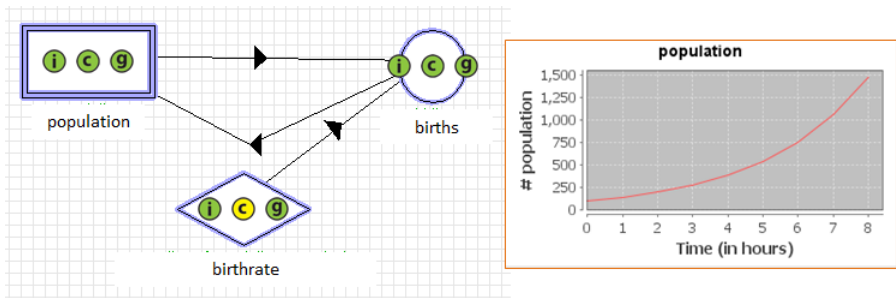 i c g
population
i c g
births
i c g
birthrate
population
# population
1,500
1,250
1,000
750
500
250
0
0 1 2 3 4 5 6 7 8
Time (in hours)